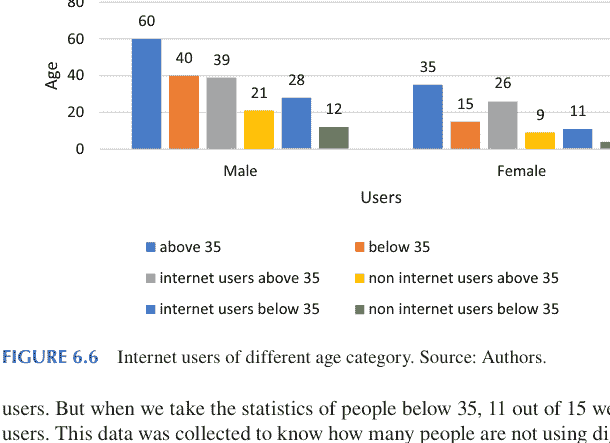 80
60
40
20
0
Age
60
40
39
21
28
12
35
15
26
9
11
Male
Female
Users
above 35
below 35
internet users above 35
non internet users above 35
internet users below 35
non internet users below 35
FIGURE 6.6 Internet users of different age category. Source: Authors.
users. But when we take the statistics of people below 35, 11 out of 15
users. This data was collected to know how many people are not using